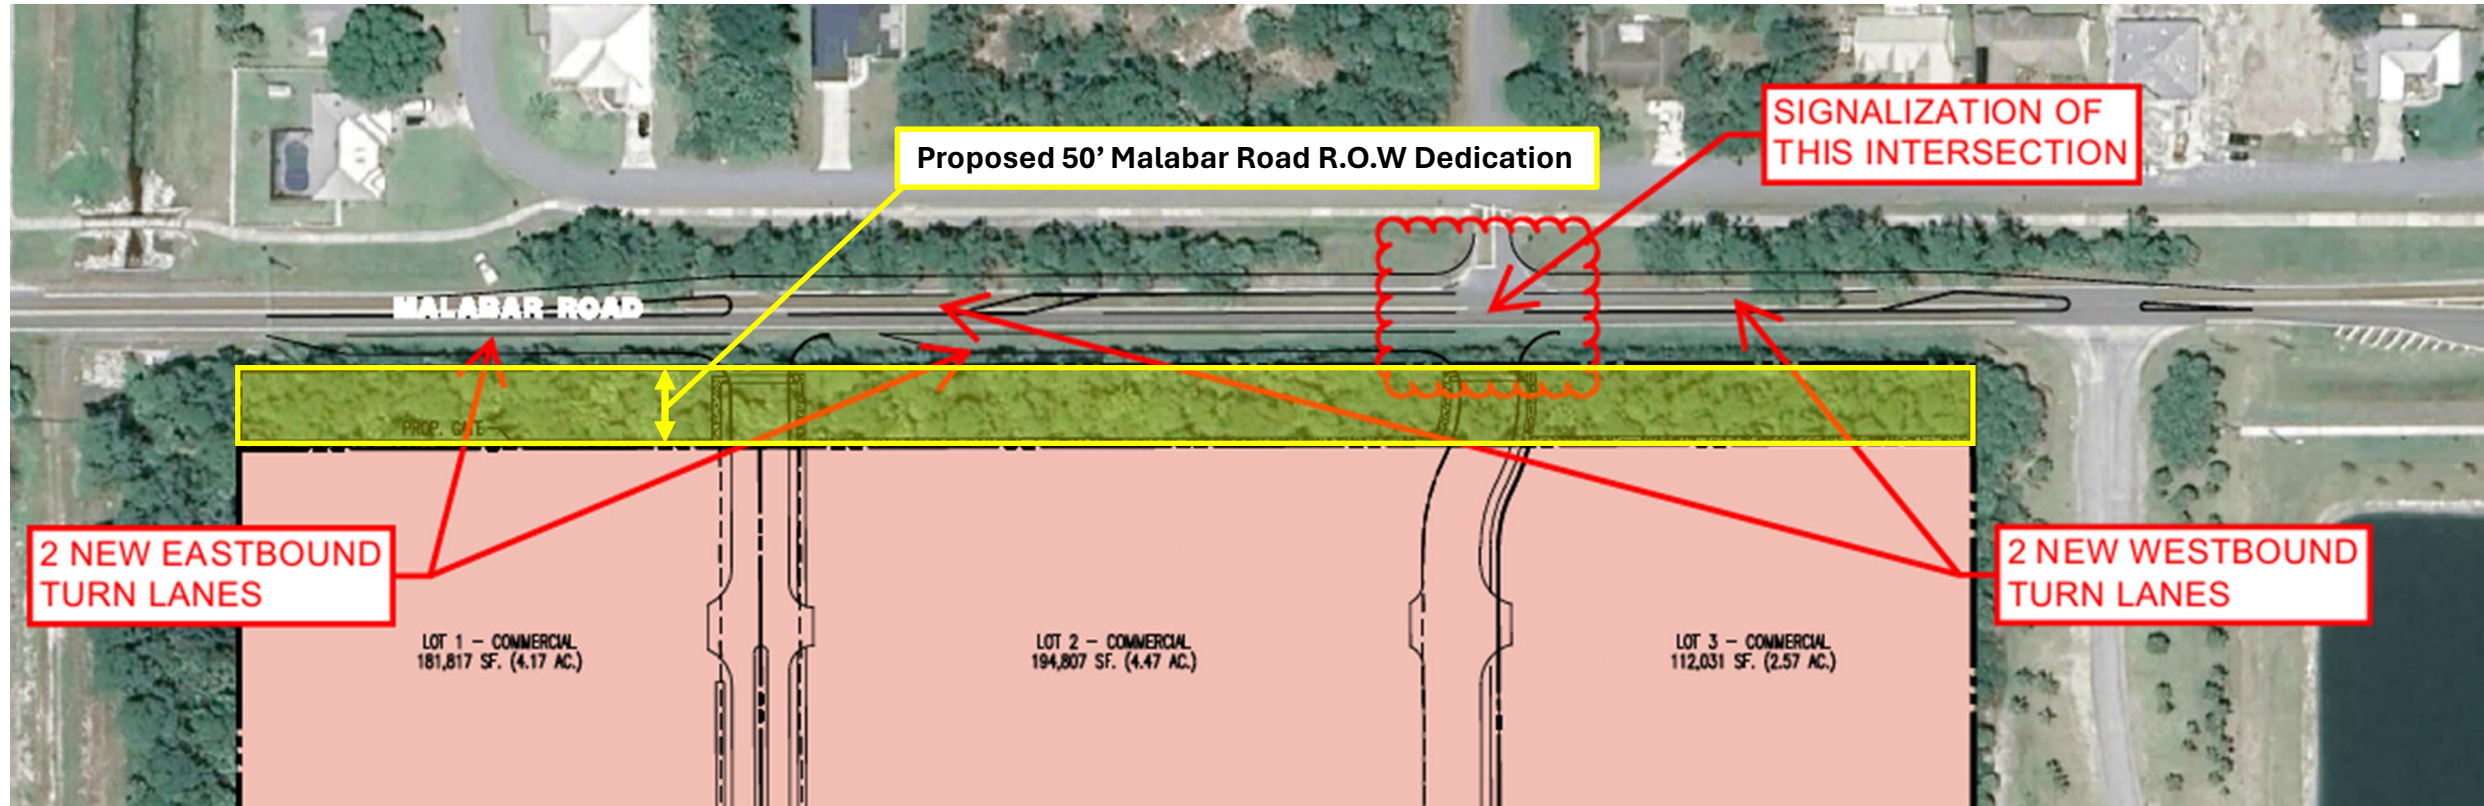 SIGNALIZATION OF
THIS INTERSECTION
Proposed 50’ Malabar Road R.O.W Dedication
MALABAR ROAD
PROP. GATE
2 NEW EASTBOUND
TURN LANES
2 NEW WESTBOUND
TURN LANES
LOT 1 – COMMERCIAL
181,817 SF. (4.17 AC.)
LOT 2 – COMMERCIAL
194,807 SF. (4.47 AC.)
LOT 3 – COMMERCIAL
112,031 SF. (2.57 AC.)